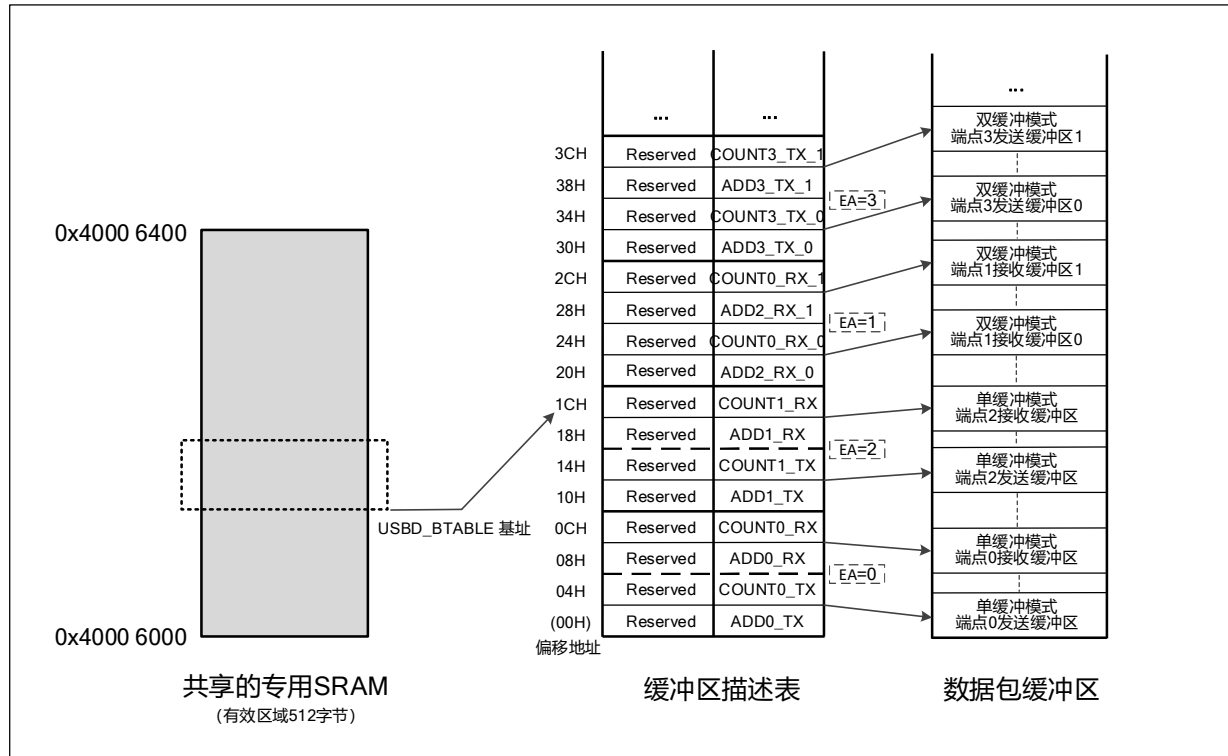 0x4000 6400
0x4000 6000
共享的专用SRAM
(有效区域512字节)
USBD_BTABLE 基址
... ...
3CH Reserved COUNT3_TX_1
38H Reserved ADD3_TX_1
34H Reserved COUNT3_TX_0
30H Reserved ADD3_TX_0
2CH Reserved COUNT0_RX_1
28H Reserved ADD2_RX_1
24H Reserved COUNT0_RX_0
20H Reserved ADD2_RX_0
1CH Reserved COUNT1_RX
18H Reserved ADD1_RX
14H Reserved COUNT1_TX
10H Reserved ADD1_TX
0CH Reserved COUNT0_RX
08H Reserved ADD0_RX
04H Reserved COUNT0_TX
(00H) Reserved ADD0_TX
偏移地址
缓冲区描述表
EA=3
EA=1
EA=2
EA=0
...
双缓冲模式
端点3发送缓冲区1
双缓冲模式
端点3发送缓冲区0
双缓冲模式
端点1接收缓冲区1
双缓冲模式
端点1接收缓冲区0
单缓冲模式
端点2接收缓冲区
单缓冲模式
端点2发送缓冲区
单缓冲模式
端点0接收缓冲区
单缓冲模式
端点0发送缓冲区
数据包缓冲区